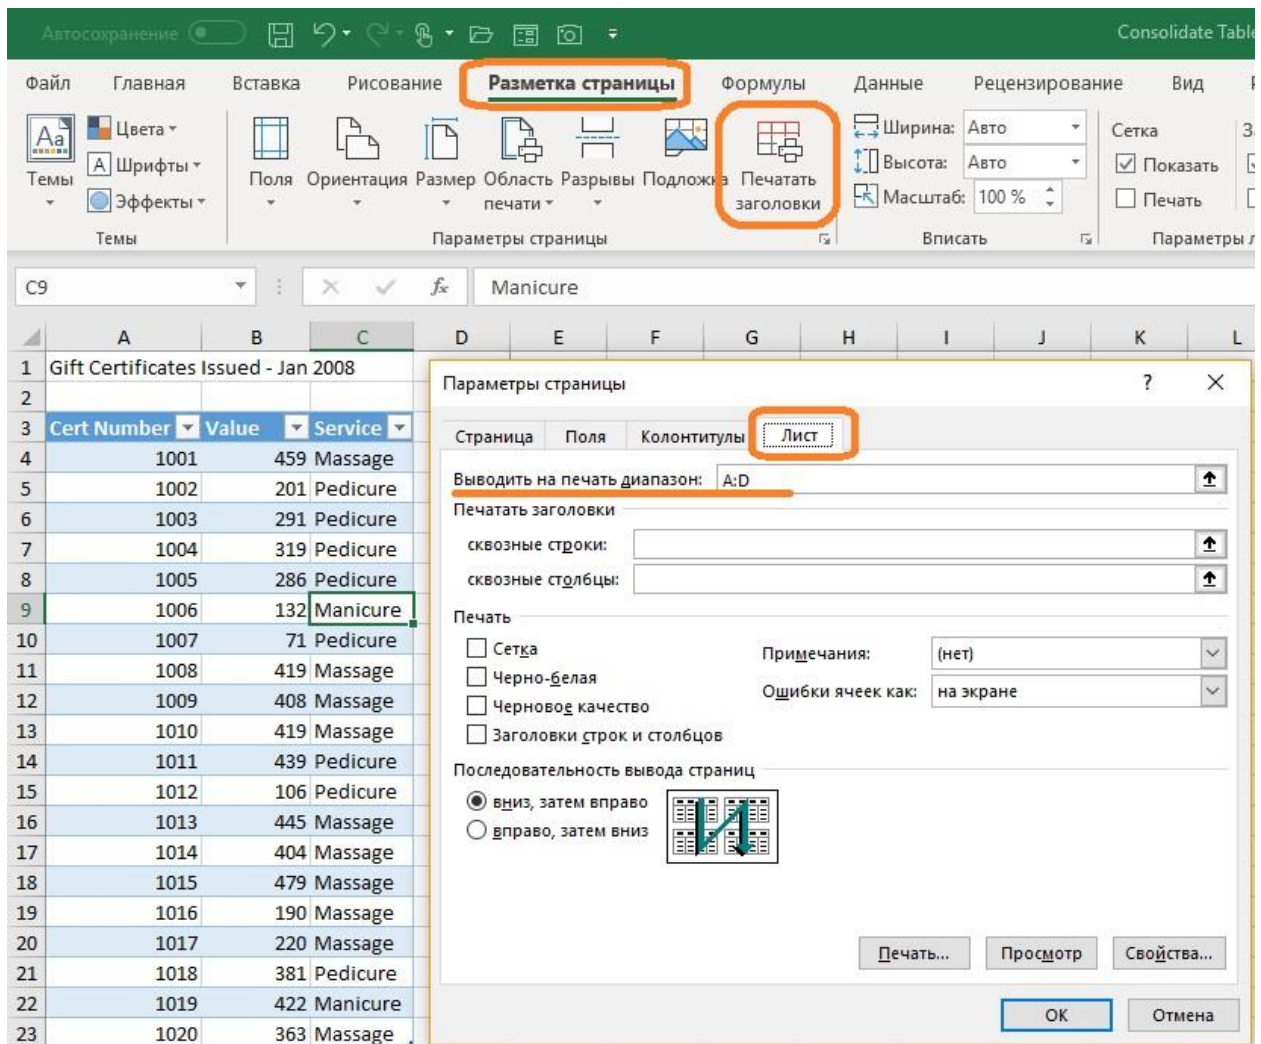 Автосохранение
Consolidate Table
Файл Главная Вставка Рисование Разметка страницы Формулы Данные Рецензирование Вид
Aa
Темы
Цвета
A Шрифты
Эффекты
Поля
Ориентация
Размер
Область печати
Разрывы
Подложка
Печатать заголовки
Ширина: Авто
Высота: Авто
Масштаб: 100 %
Сетка
Показать
Печать
Темы
Параметры страницы
Вписать
Параметры л
C9
fx
Manicure
A B C D E F G H I J K L
1 Gift Certificates Issued - Jan 2008
2
3 Cert Number Value Service
4 1001 459 Massage
5 1002 201 Pedicure
6 1003 291 Pedicure
7 1004 319 Pedicure
8 1005 286 Pedicure
9 1006 132 Manicure
10 1007 71 Pedicure
11 1008 419 Massage
12 1009 408 Massage
13 1010 419 Massage
14 1011 439 Pedicure
15 1012 106 Pedicure
16 1013 445 Massage
17 1014 404 Massage
18 1015 479 Massage
19 1016 190 Massage
20 1017 220 Massage
21 1018 381 Pedicure
22 1019 422 Manicure
23 1020 363 Massage
Параметры страницы ?
Страница Поля Колонтитулы Лист
Выводить на печать диапазон: A:D
Печатать заголовки
сквозные строки:
сквозные столбцы:
Печать
Сетка
Черно-белая
Черновое качество
Заголовки строк и столбцов
Примечания: (нет)
Ошибки ячеек как: на экране
Последовательность вывода страниц
вниз, затем вправо
вправо, затем вниз
Печать... Просмотр Свойства...
ОК Отмена